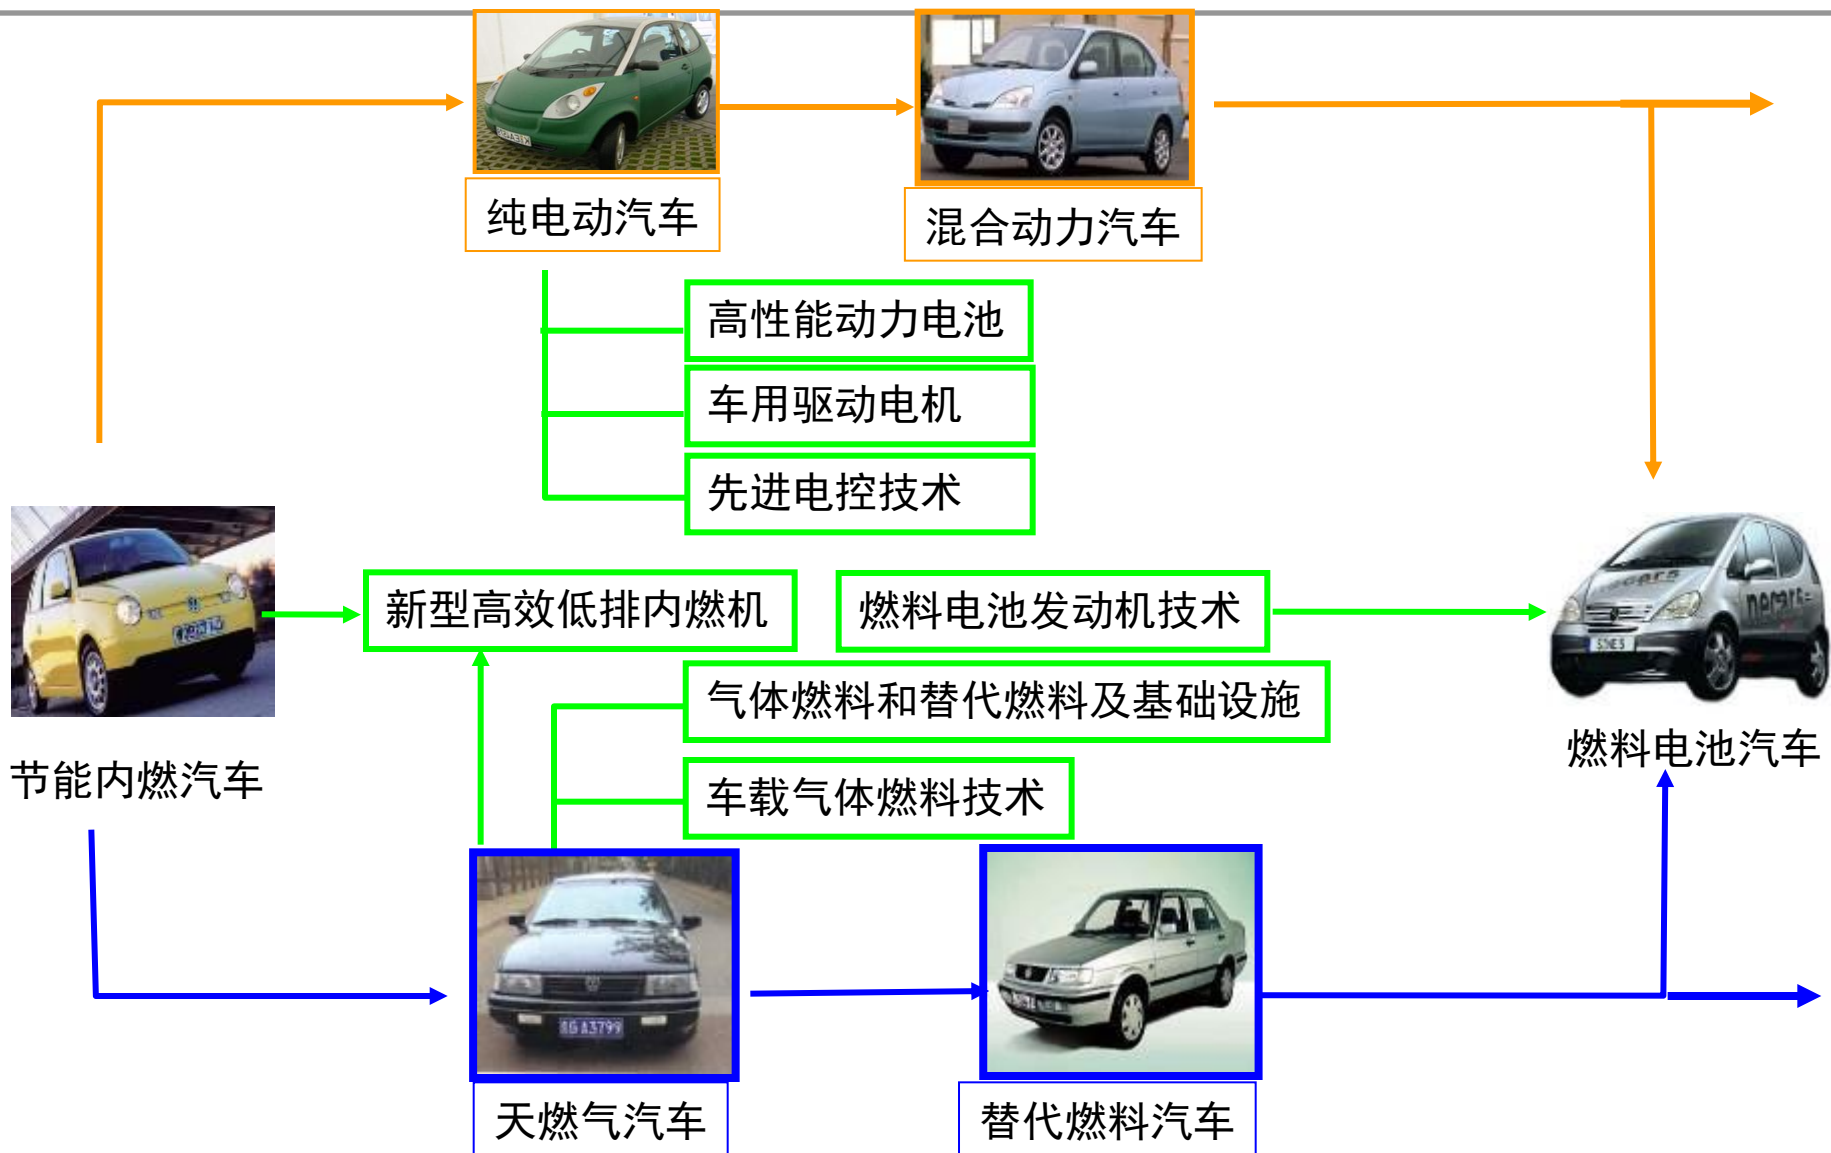 纯电动汽车
混合动力汽车
高性能动力电池
车用驱动电机
先进电控技术
新型高效低排内燃机
燃料电池发动机技术
气体燃料和替代燃料及基础设施
车载气体燃料技术
节能内燃汽车
燃料电池汽车
A3799
天燃气汽车
替代燃料汽车